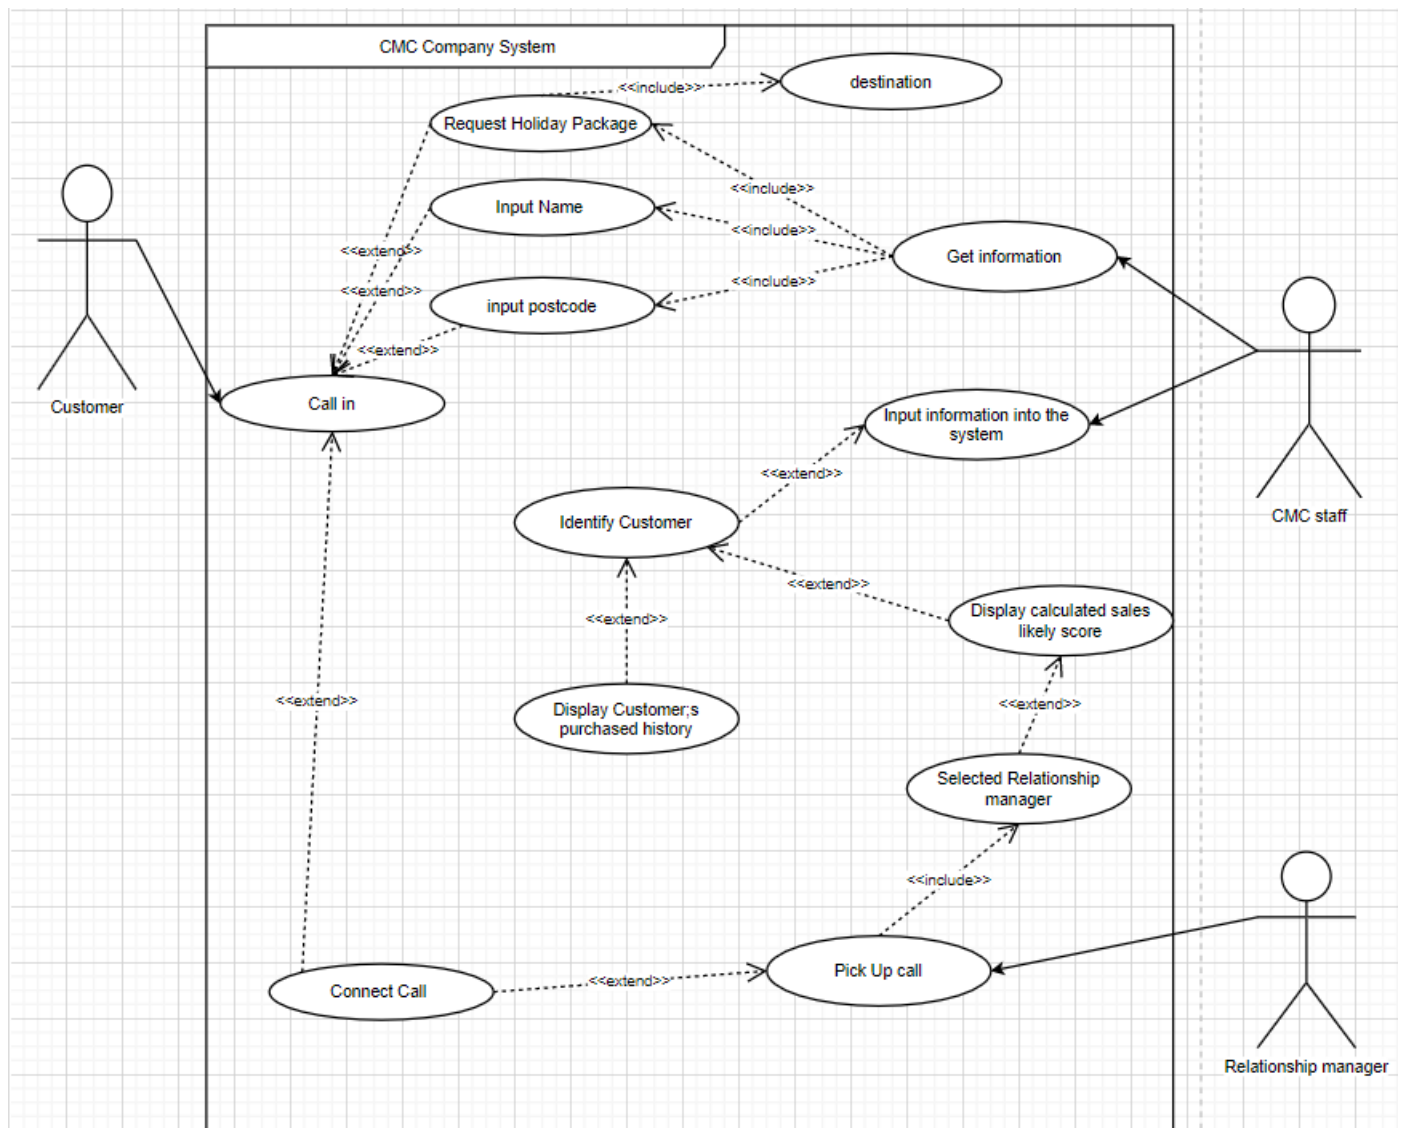 CMC Company System
destination
<<include>>
Request Holiday Package
<<include>>
Input Name
<<include>>
<<extend>>
Get information
<<include>>
<<extend>>
input postcode
<<extend>>
Customer
Call in
Input information into the
system
<<extend>>
CMC staff
Identify Customer
<<extend>>
Display calculated sales
likely score
<<extend>>
<<extend>>
<<extend>>
Display Customer;s
purchased history
Selected Relationship
manager
<<include>>
Pick Up call
<<extend>>
Connect Call
Relationship manager